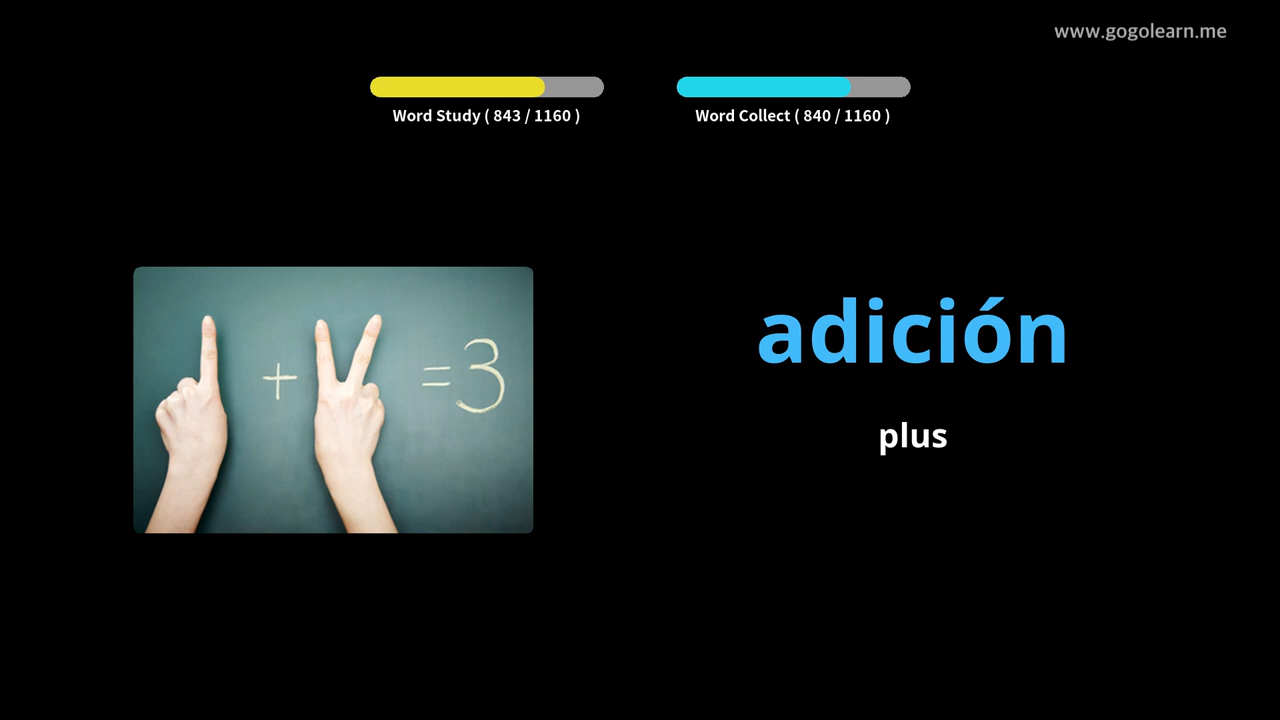 www.gogolearn.me
Word Study ( 843 / 1160 )
Word Collect ( 840 / 1160 )
+ = 3
adición
plus